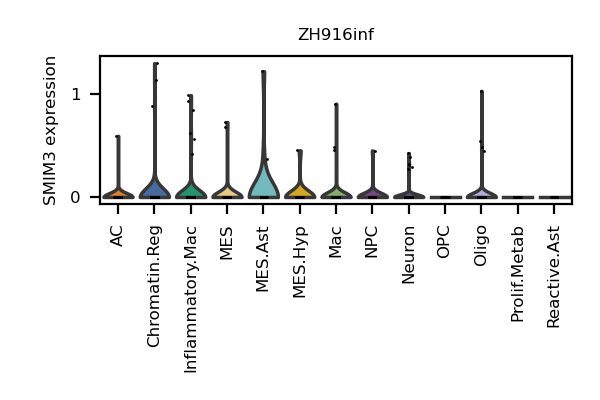 ZH916inf
SMIM3 expression
1
0
AC
Chromatin.Reg
Inflammatory.Mac
MES
MES.Ast
MES.Hyp
Mac
NPC
Neuron
OPC
Oligo
Prolif.Metab
Reactive.Ast